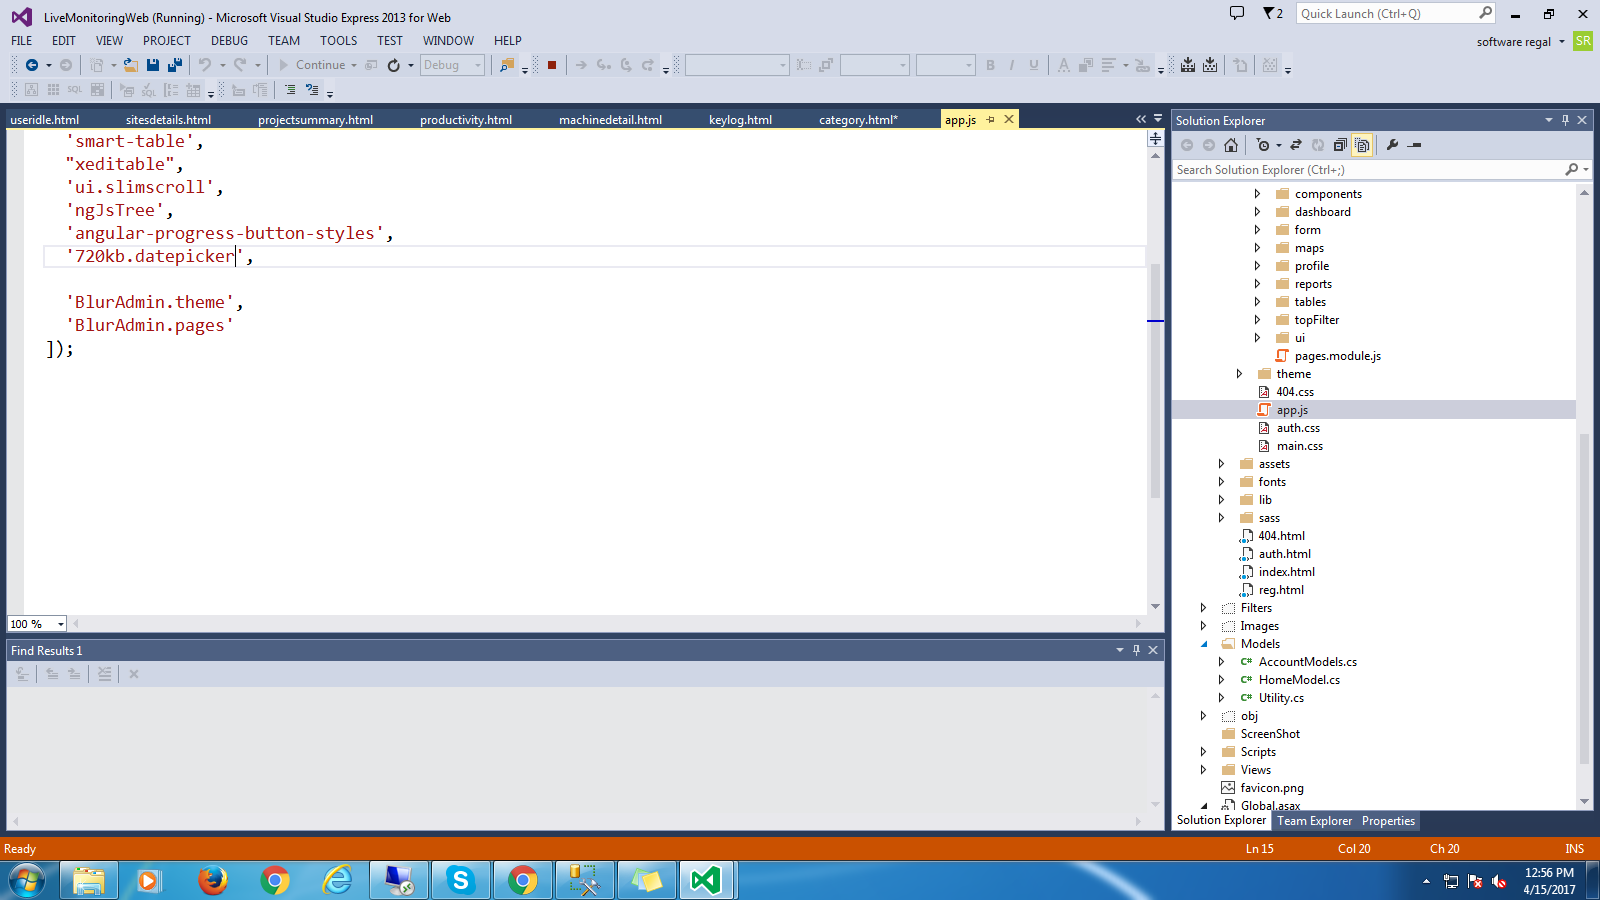 LiveMonitoringWeb (Running) - Microsoft Visual Studio Express 2013 for Web
2
Quick Launch (Ctrl+Q)
FILE EDIT VIEW PROJECT DEBUG TEAM TOOLS TEST WINDOW HELP
software regal SR
Continue Debug
B I U A
SQL SQL
useridle.html sitesdetails.html projectsummary.html productivity.html machinedetail.html keylog.html category.html* app.js
'smart-table',
"xeditable",
'ui.slimscroll',
'ngJsTree',
'angular-progress-button-styles',
'720kb.datepicker',
'BlurAdmin.theme',
'BlurAdmin.pages'
]);
100 %
Find Results 1
Solution Explorer
Search Solution Explorer (Ctrl+;)
components
dashboard
form
maps
profile
reports
tables
topFilter
ui
pages.module.js
theme
404.css
app.js
auth.css
main.css
assets
fonts
lib
sass
404.html
auth.html
index.html
reg.html
Filters
Images
Models
C# AccountModels.cs
C# HomeModel.cs
C# Utility.cs
obj
ScreenShot
Scripts
Views
favicon.png
Global.asax
Solution Explorer Team Explorer Properties
Ready Ln 15 Col 20 Ch 20 INS
12:56 PM
4/15/2017